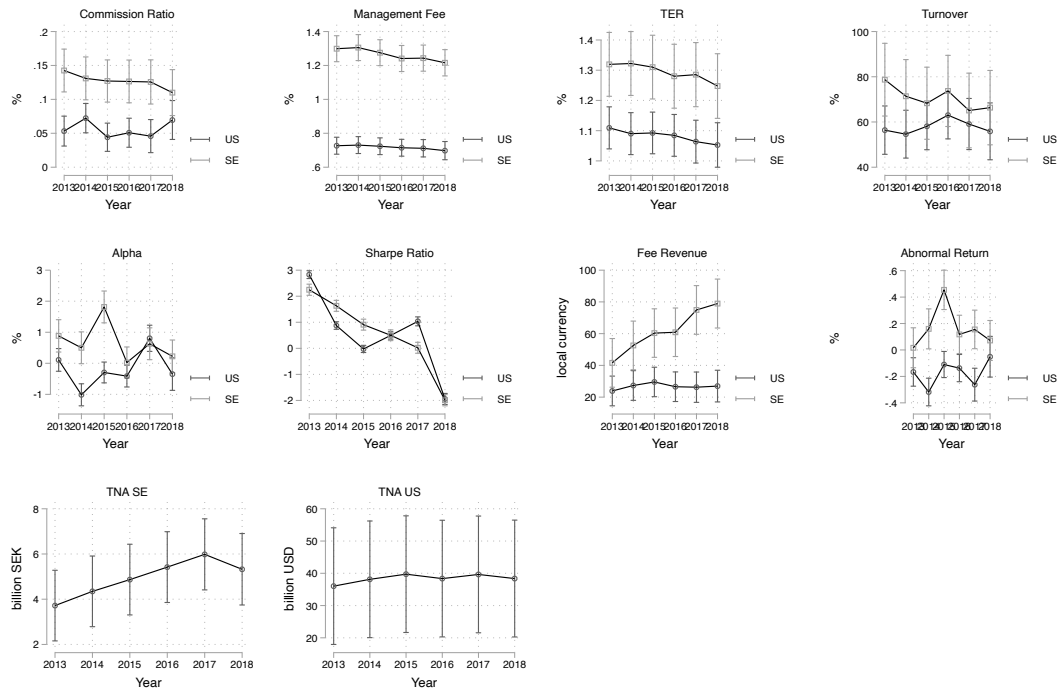 Commission Ratio
%
.2
.15
.1
.05
0
2013 2014 2015 2016 2017 2018
Year
US
SE
Management Fee
%
1.4
1.2
1
.8
.6
2013 2014 2015 2016 2017 2018
Year
US
SE
TER
%
1.4
1.3
1.2
1.1
1
2013 2014 2015 2016 2017 2018
Year
US
SE
Turnover
%
100
80
60
40
2013 2014 2015 2016 2017 2018
Year
US
SE
Alpha
%
3
2
1
0
-1
2013 2014 2015 2016 2017 2018
Year
US
SE
Sharpe Ratio
3
2
1
0
-1
-2
2013 2014 2015 2016 2017 2018
Year
US
SE
Fee Revenue
local currency
100
80
60
40
20
2013 2014 2015 2016 2017 2018
Year
US
SE
Abnormal Return
%
.6
.4
.2
0
-.2
-.4
2013 2014 2015 2016 2017 2018
Year
US
SE
TNA SE
billion SEK
8
6
4
2
2013 2014 2015 2016 2017 2018
Year
TNA US
billion USD
60
50
40
30
20
2013 2014 2015 2016 2017 2018
Year